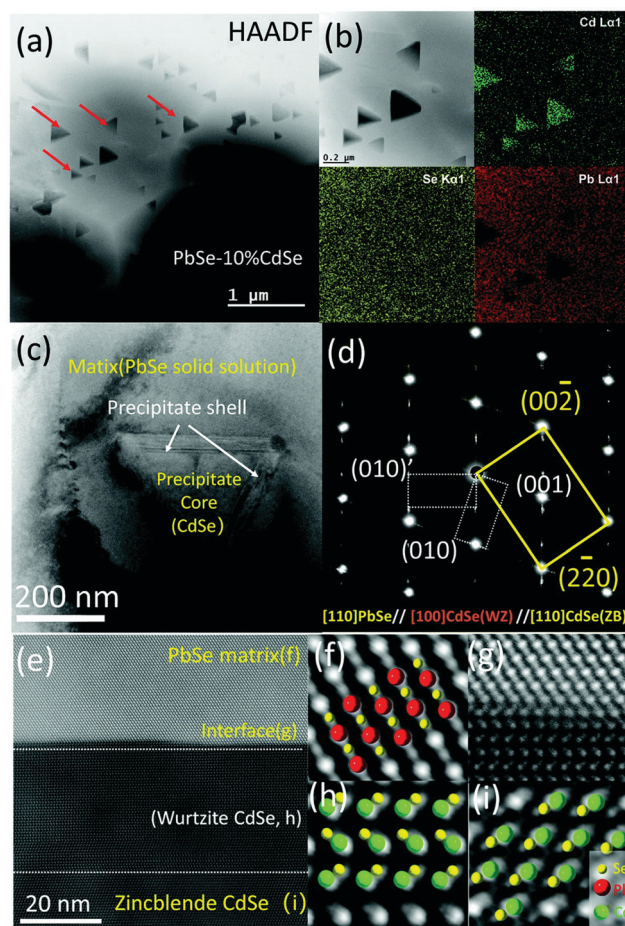 (a)
HAADF
PbSe-10%CdSe
1 μm
(b)
Cd Lα1
0.2 μm
Se Kα1
Pb Lα1
(c)
Matix(PbSe solid solution)
Precipitate shell
Precipitate
Core
(CdSe)
200 nm
(d)
(002̄)
(010)'
(001)
(010)
(2̄20)
[110]PbSe// [100]CdSe(WZ) //[110]CdSe(ZB)
(e)
PbSe matrix(f)
Interface(g)
(Wurtzite CdSe, h)
20 nm
Zincblende CdSe (i)
(f)
(g)
(h)
(i)
Se